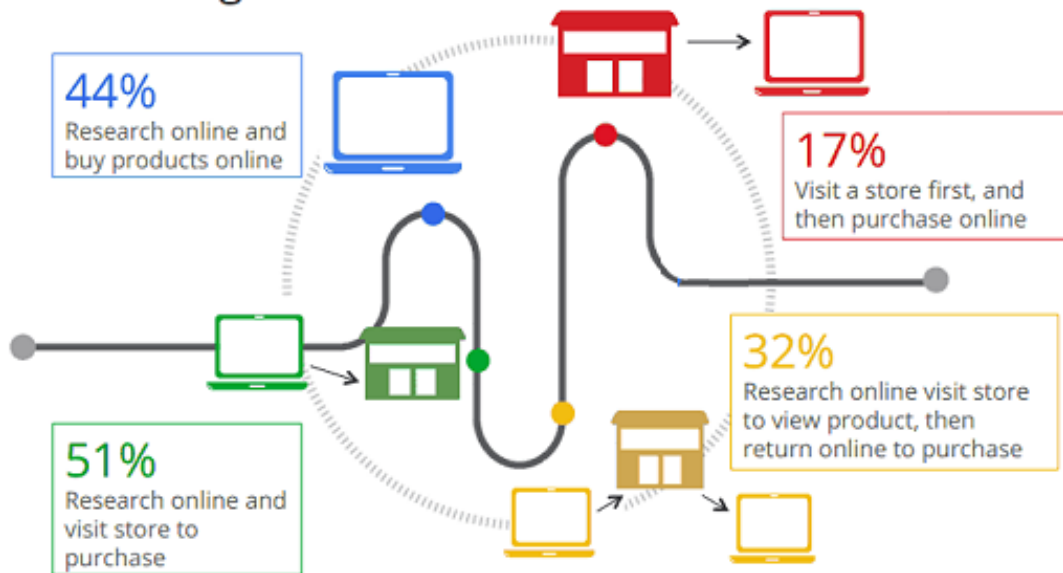 44%
Research online and
buy products online
17%
Visit a store first, and
then purchase online
32%
Research online visit store
to view product, then
return online to purchase
51%
Research online and
visit store to
purchase